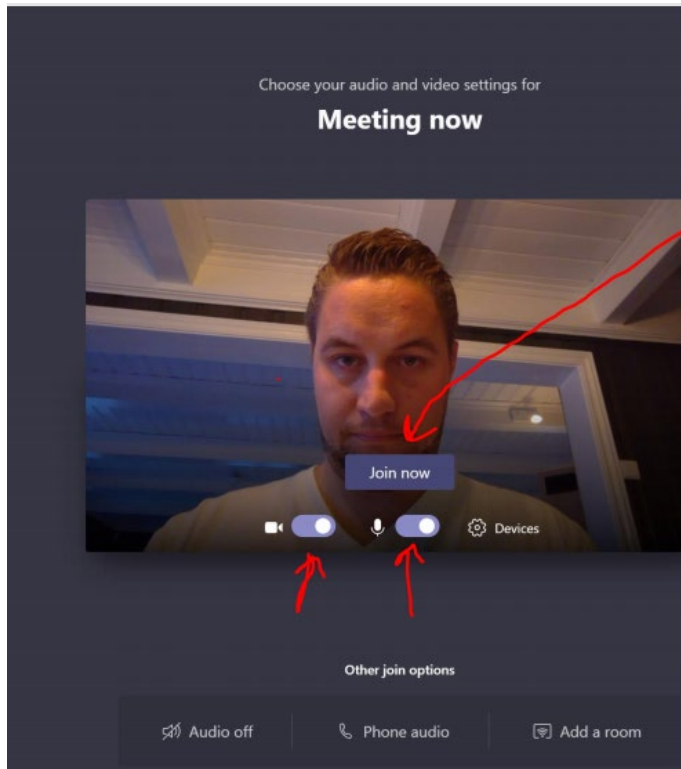 Choose your audio and video settings for
Meeting now
Join now
Devices
Other join options
Audio off
Phone audio
Add a room